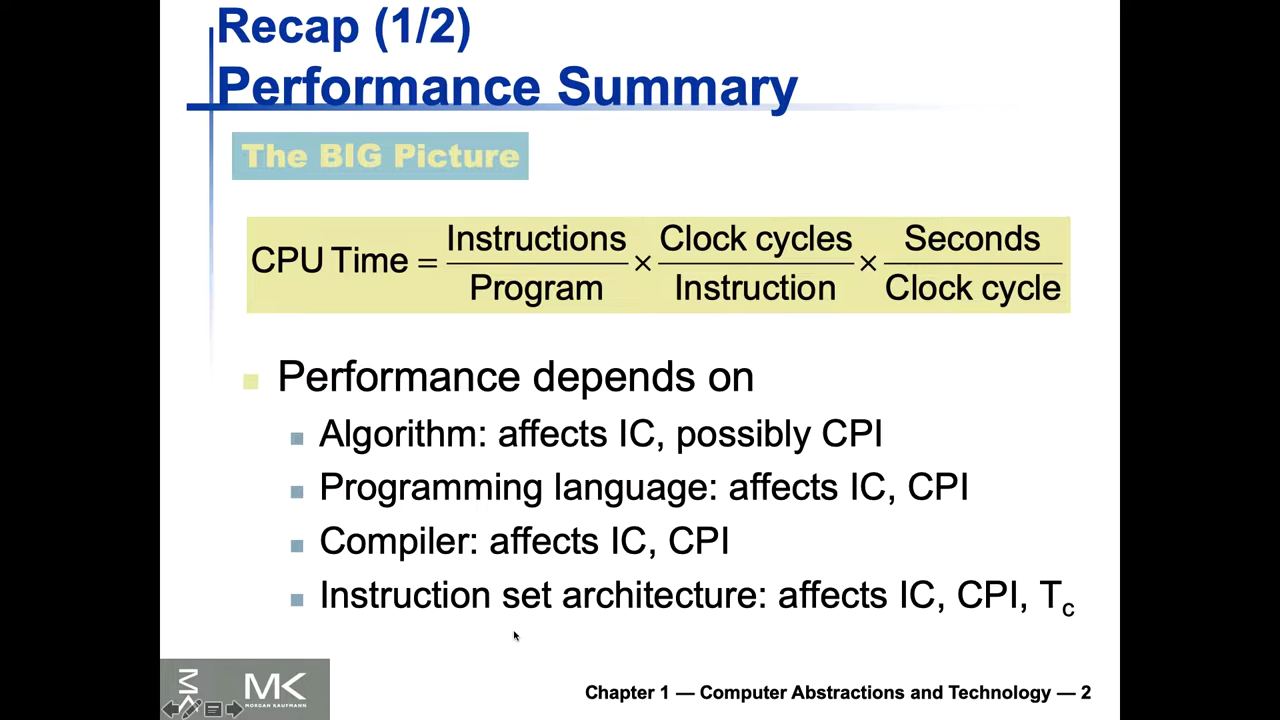 Recap (1/2)
Performance Summary
The BIG Picture
CPU Time = Instructions/Program × Clock cycles/Instruction × Seconds/Clock cycle
Performance depends on
Algorithm: affects IC, possibly CPI
Programming language: affects IC, CPI
Compiler: affects IC, CPI
Instruction set architecture: affects IC, CPI, Tc
MK
MORGAN KAUFMANN
Chapter 1 — Computer Abstractions and Technology — 2